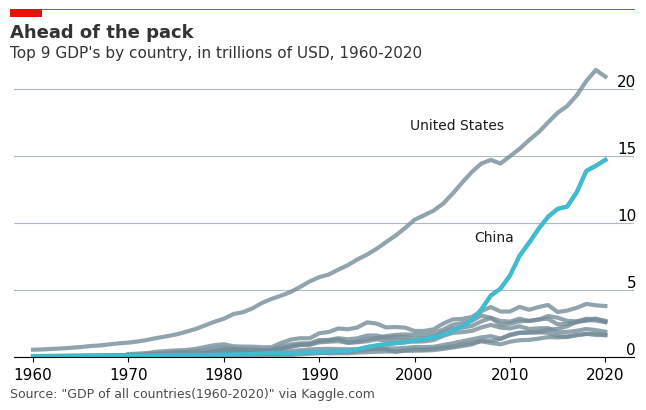 Ahead of the pack
Top 9 GDP's by country, in trillions of USD, 1960-2020
20
United States
15
10
China
5
0
1960 1970 1980 1990 2000 2010 2020
Source: "GDP of all countries(1960-2020)" via Kaggle.com